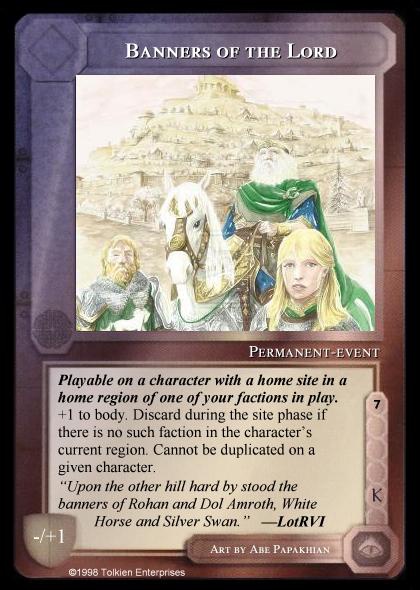 Banners of the Lord
Permanent-event
Playable on a character with a home site in a
home region of one of your factions in play.
+1 to body. Discard during the site phase if
there is no such faction in the character's
current region. Cannot be duplicated on a
given character.
"Upon the other hill hard by stood the
banners of Rohan and Dol Amroth, White
Horse and Silver Swan." —LotRVI
7
K
-/+1
Art by Abe Papakhian
©1998 Tolkien Enterprises